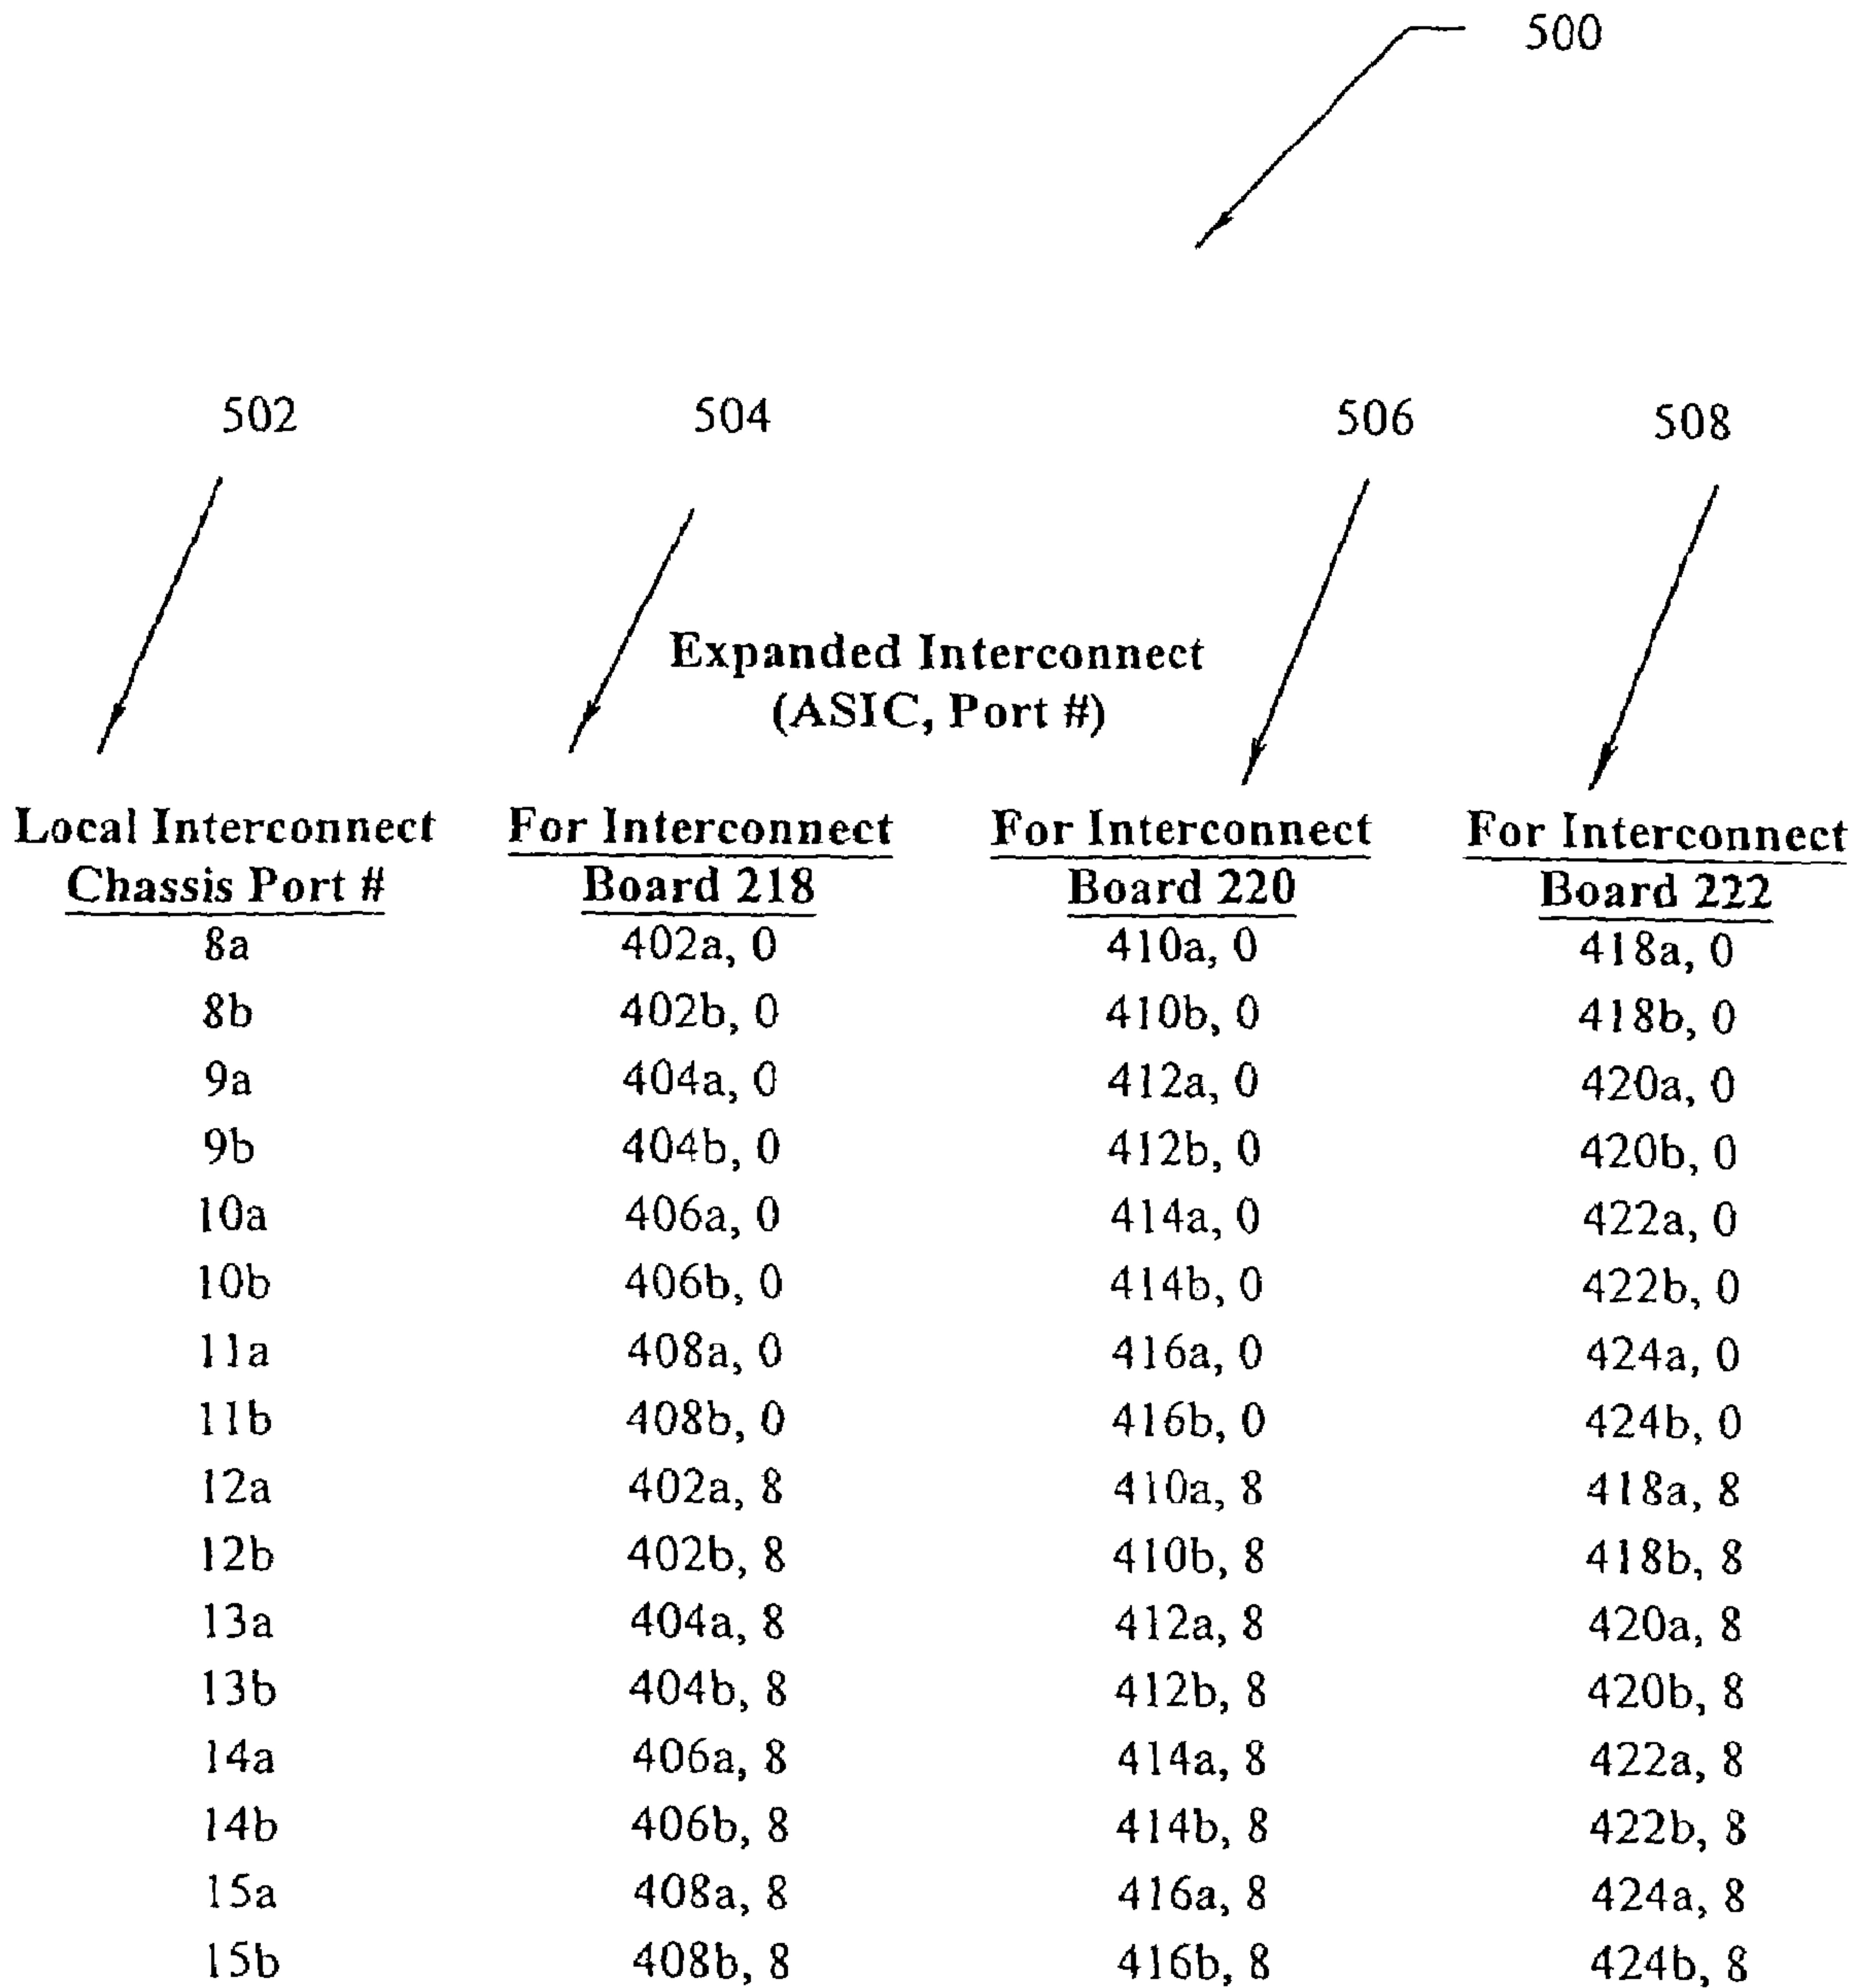 500
502 504 506 508
Expanded Interconnect
(ASIC, Port #)
Local Interconnect For Interconnect For Interconnect For Interconnect
Chassis Port # Board 218 Board 220 Board 222
8a 402a, 0 410a, 0 418a, 0
8b 402b, 0 410b, 0 418b, 0
9a 404a, 0 412a, 0 420a, 0
9b 404b, 0 412b, 0 420b, 0
10a 406a, 0 414a, 0 422a, 0
10b 406b, 0 414b, 0 422b, 0
11a 408a, 0 416a, 0 424a, 0
11b 408b, 0 416b, 0 424b, 0
12a 402a, 8 410a, 8 418a, 8
12b 402b, 8 410b, 8 418b, 8
13a 404a, 8 412a, 8 420a, 8
13b 404b, 8 412b, 8 420b, 8
14a 406a, 8 414a, 8 422a, 8
14b 406b, 8 414b, 8 422b, 8
15a 408a, 8 416a, 8 424a, 8
15b 408b, 8 416b, 8 424b, 8